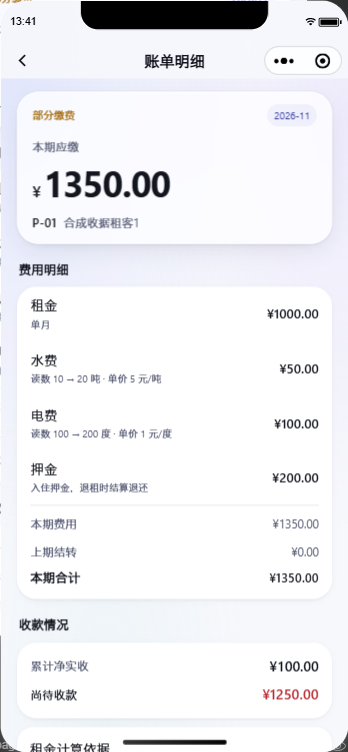 13:41
账单明细
部分缴费
2026-11
本期应缴
¥ 1350.00
P-01 合成收据租客1
费用明细
租金
¥1000.00
单月
水费
¥50.00
读数 10 → 20 吨 · 单价 5 元/吨
电费
¥100.00
读数 100 → 200 度 · 单价 1 元/度
押金
¥200.00
入住押金，退租时结算退还
本期费用 ¥1350.00
上期结转 ¥0.00
本期合计 ¥1350.00
收款情况
累计净实收 ¥100.00
尚待收款 ¥1250.00
租金计算依据